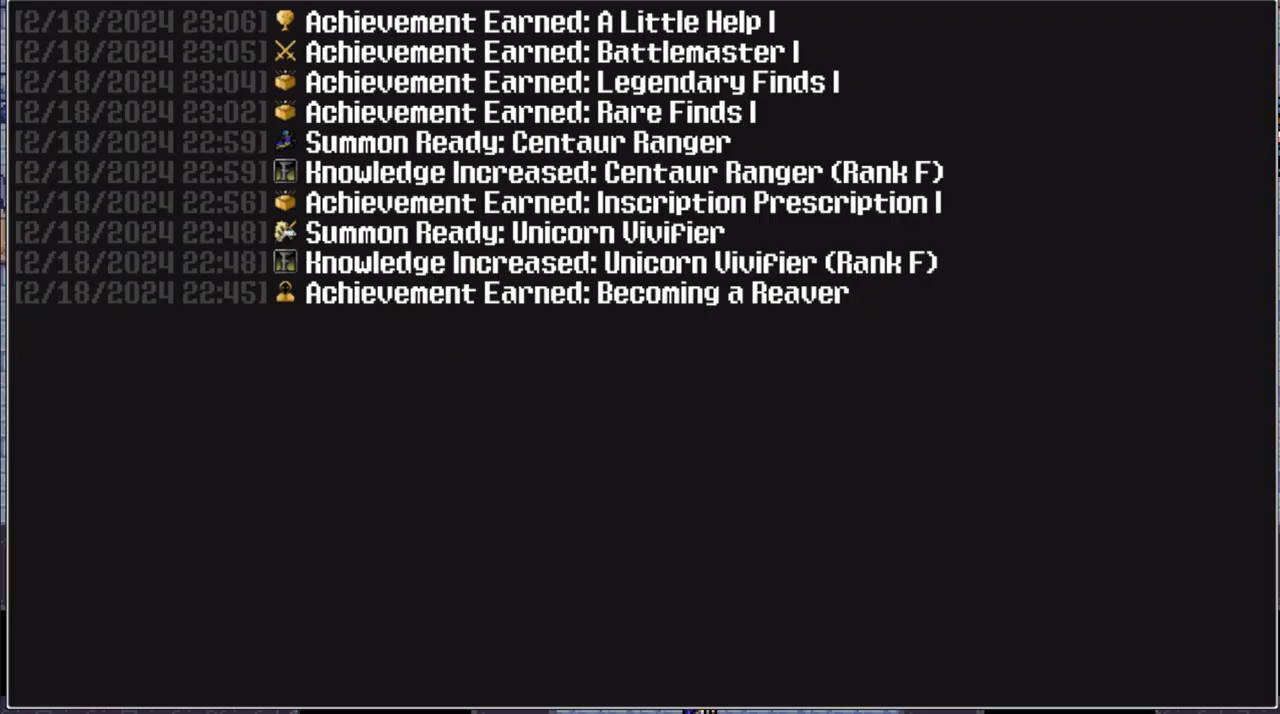 [2/18/2024 23:06] Achievement Earned: A Little Help I
[2/18/2024 23:05] Achievement Earned: Battlemaster I
[2/18/2024 23:04] Achievement Earned: Legendary Finds I
[2/18/2024 23:02] Achievement Earned: Rare Finds I
[2/18/2024 22:59] Summon Ready: Centaur Ranger
[2/18/2024 22:59] Knowledge Increased: Centaur Ranger (Rank F)
[2/18/2024 22:56] Achievement Earned: Inscription Prescription I
[2/18/2024 22:48] Summon Ready: Unicorn Vivifier
[2/18/2024 22:48] Knowledge Increased: Unicorn Vivifier (Rank F)
[2/18/2024 22:45] Achievement Earned: Becoming a Reaver